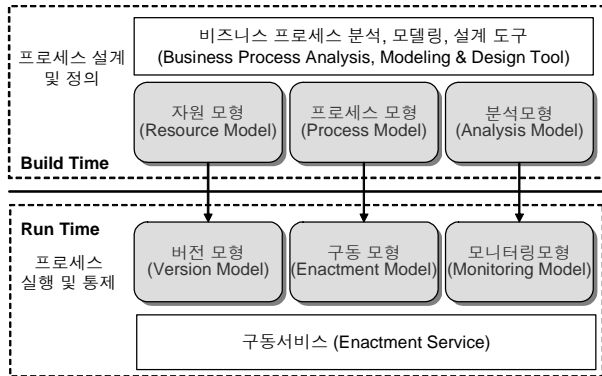 비즈니스 프로세스 분석, 모델링, 설계 도구
(Business Process Analysis, Modeling & Design Tool)
프로세스 설계
및 정의
자원 모형
(Resource Model)
프로세스 모형
(Process Model)
분석모형
(Analysis Model)
Build Time
Run Time
프로세스
실행 및 통제
버전 모형
(Version Model)
구동 모형
(Enactment Model)
모니터링모형
(Monitoring Model)
구동서비스 (Enactment Service)